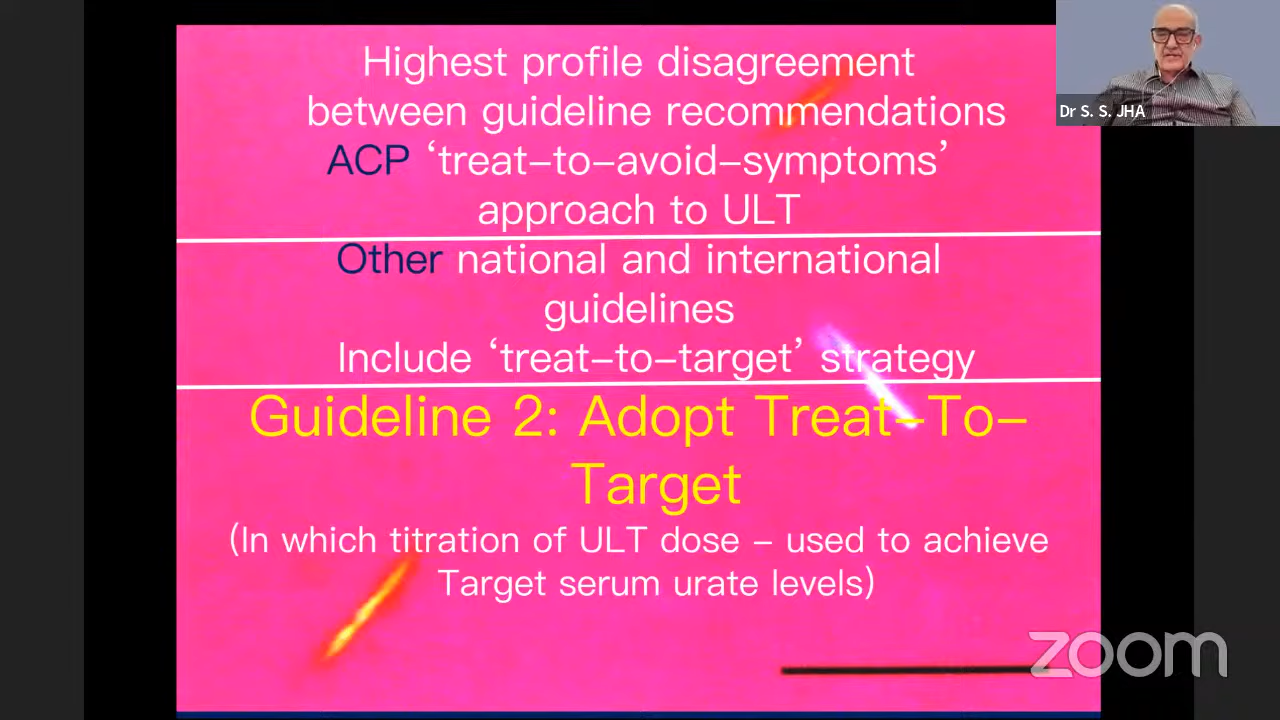 Highest profile disagreement
between guideline recommendations
ACP ‘treat–to–avoid–symptoms’
approach to ULT
Other national and international
guidelines
Include ‘treat–to–target’ strategy
Guideline 2: Adopt Treat–To–
Target
(In which titration of ULT dose – used to achieve
Target serum urate levels)
Dr S. S. JHA
zoom